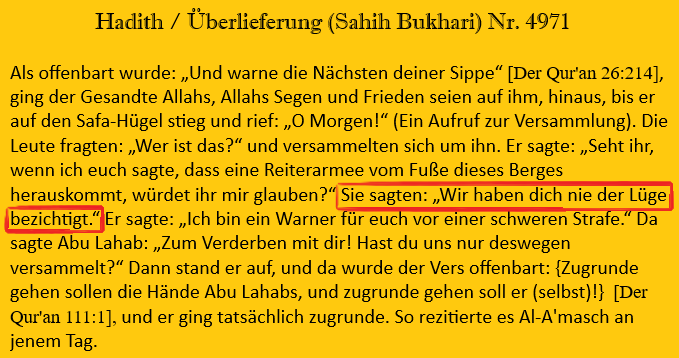 Hadith / Überlieferung (Sahih Bukhari) Nr. 4971
Als offenbart wurde: „Und warne die Nächsten deiner Sippe“ [Der Qur'an 26:214],
ging der Gesandte Allahs, Allahs Segen und Frieden seien auf ihm, hinaus, bis er
auf den Safa-Hügel stieg und rief: „O Morgen!“ (Ein Aufruf zur Versammlung). Die
Leute fragten: „Wer ist das?“ und versammelten sich um ihn. Er sagte: „Seht ihr,
wenn ich euch sagte, dass eine Reiterarmee vom Fuße dieses Berges
herauskommt, würdet ihr mir glauben?“ Sie sagten: „Wir haben dich nie der Lüge
bezichtigt.“ Er sagte: „Ich bin ein Warner für euch vor einer schweren Strafe.“ Da
sagte Abu Lahab: „Zum Verderben mit dir! Hast du uns nur deswegen
versammelt?“ Dann stand er auf, und da wurde der Vers offenbart: {Zugrunde
gehen sollen die Hände Abu Lahabs, und zugrunde gehen soll er (selbst)!} [Der
Qur'an 111:1], und er ging tatsächlich zugrunde. So rezitierte es Al-A'masch an
jenem Tag.